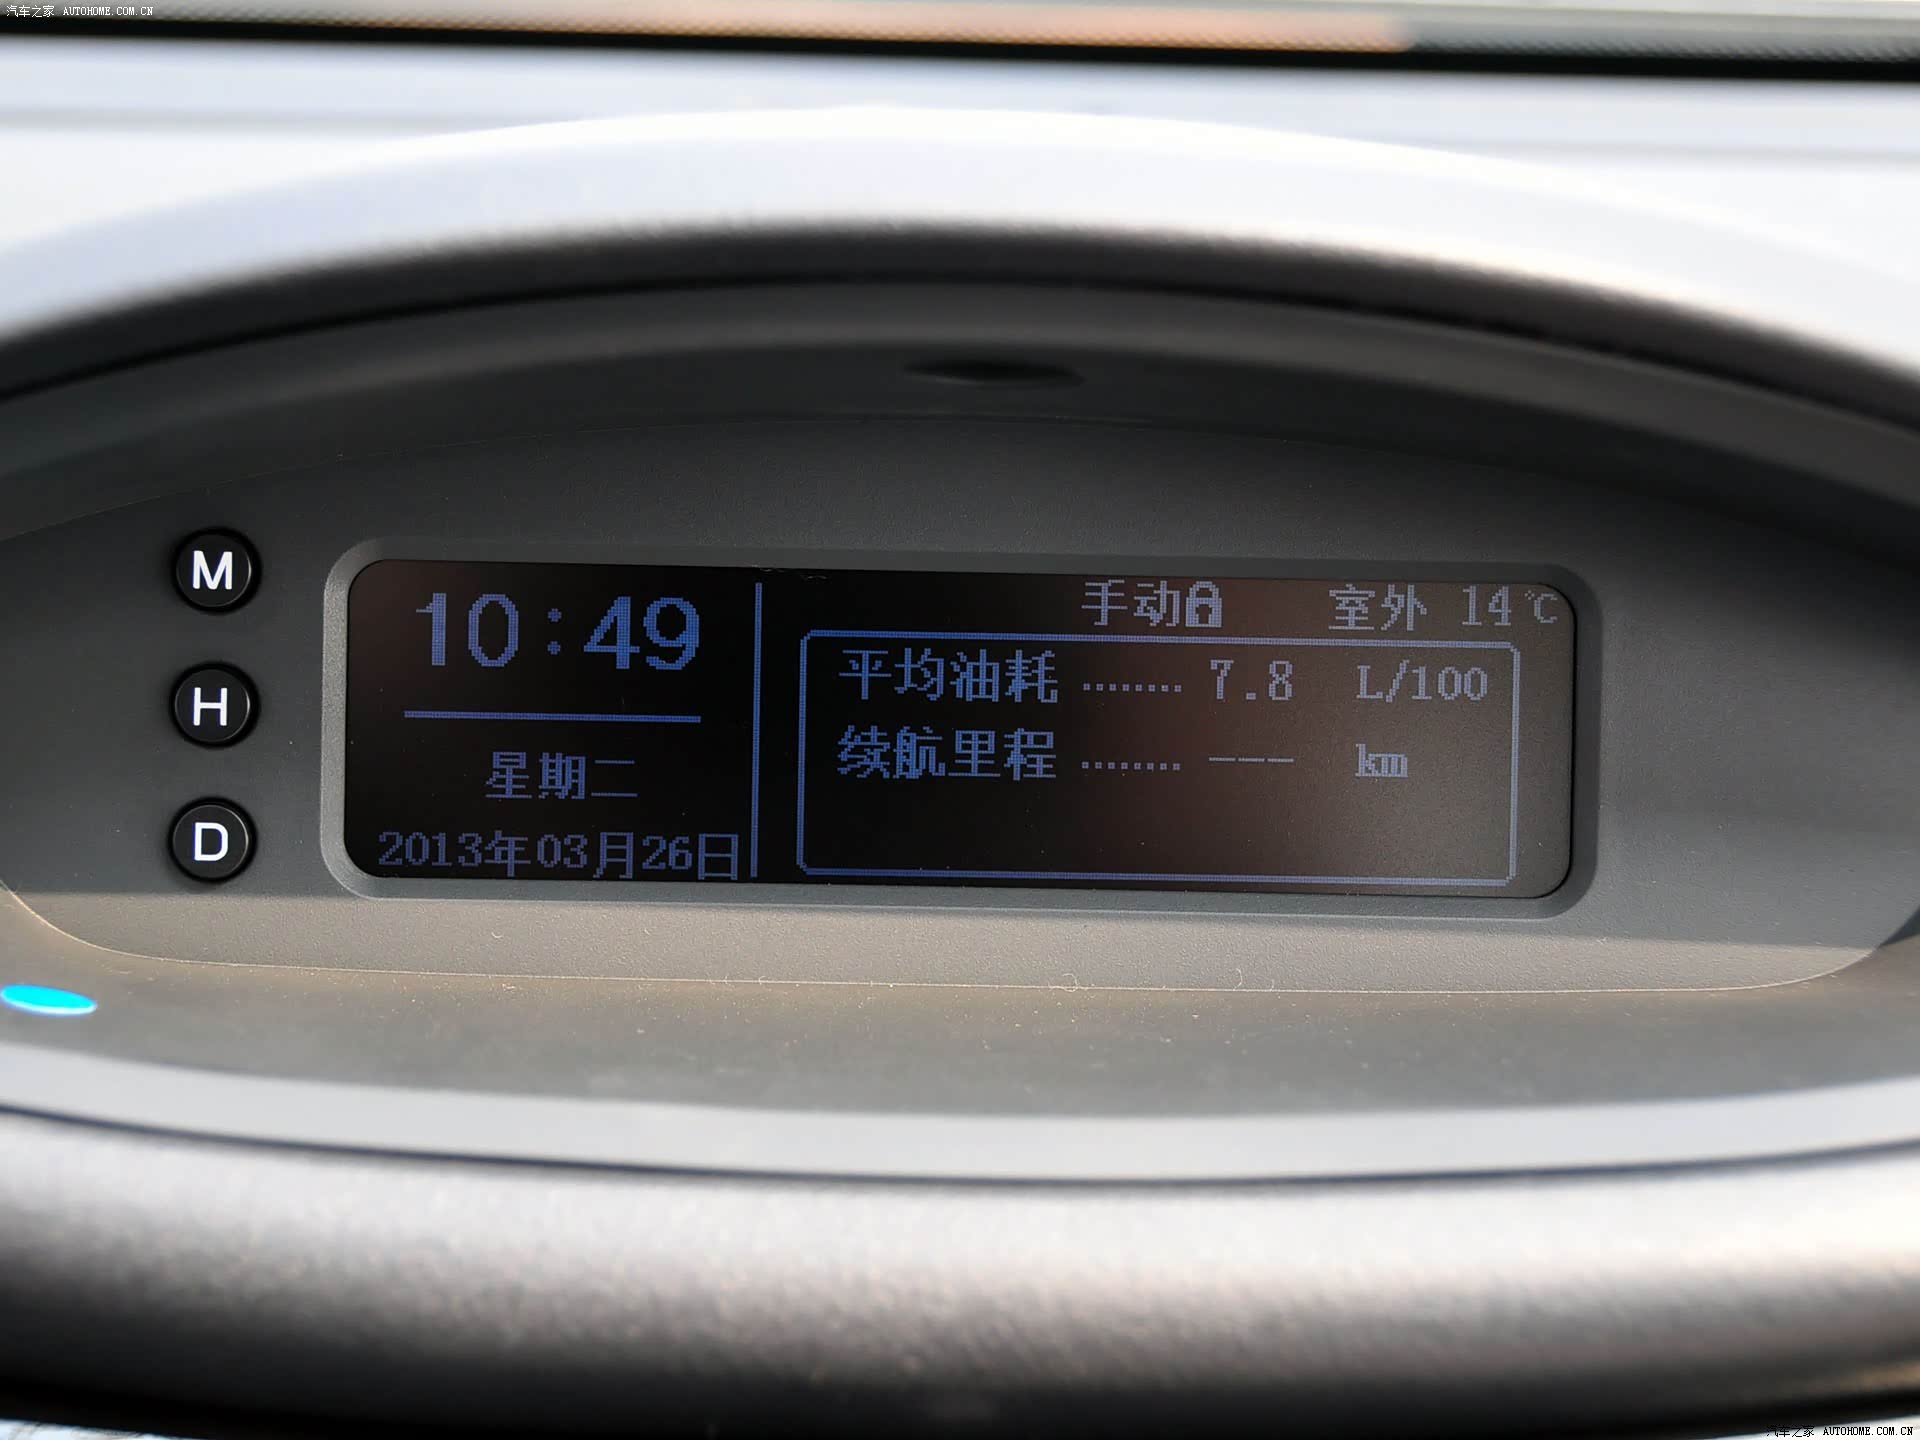 汽车之家 AUTOHOME.COM.CN
M
H
D
10:49
星期二
2013年03月26日
手动 室外 14℃
平均油耗 ........ 7.8 L/100
续航里程 ........ ---- km
汽车之家 AUTOHOME.COM.CN